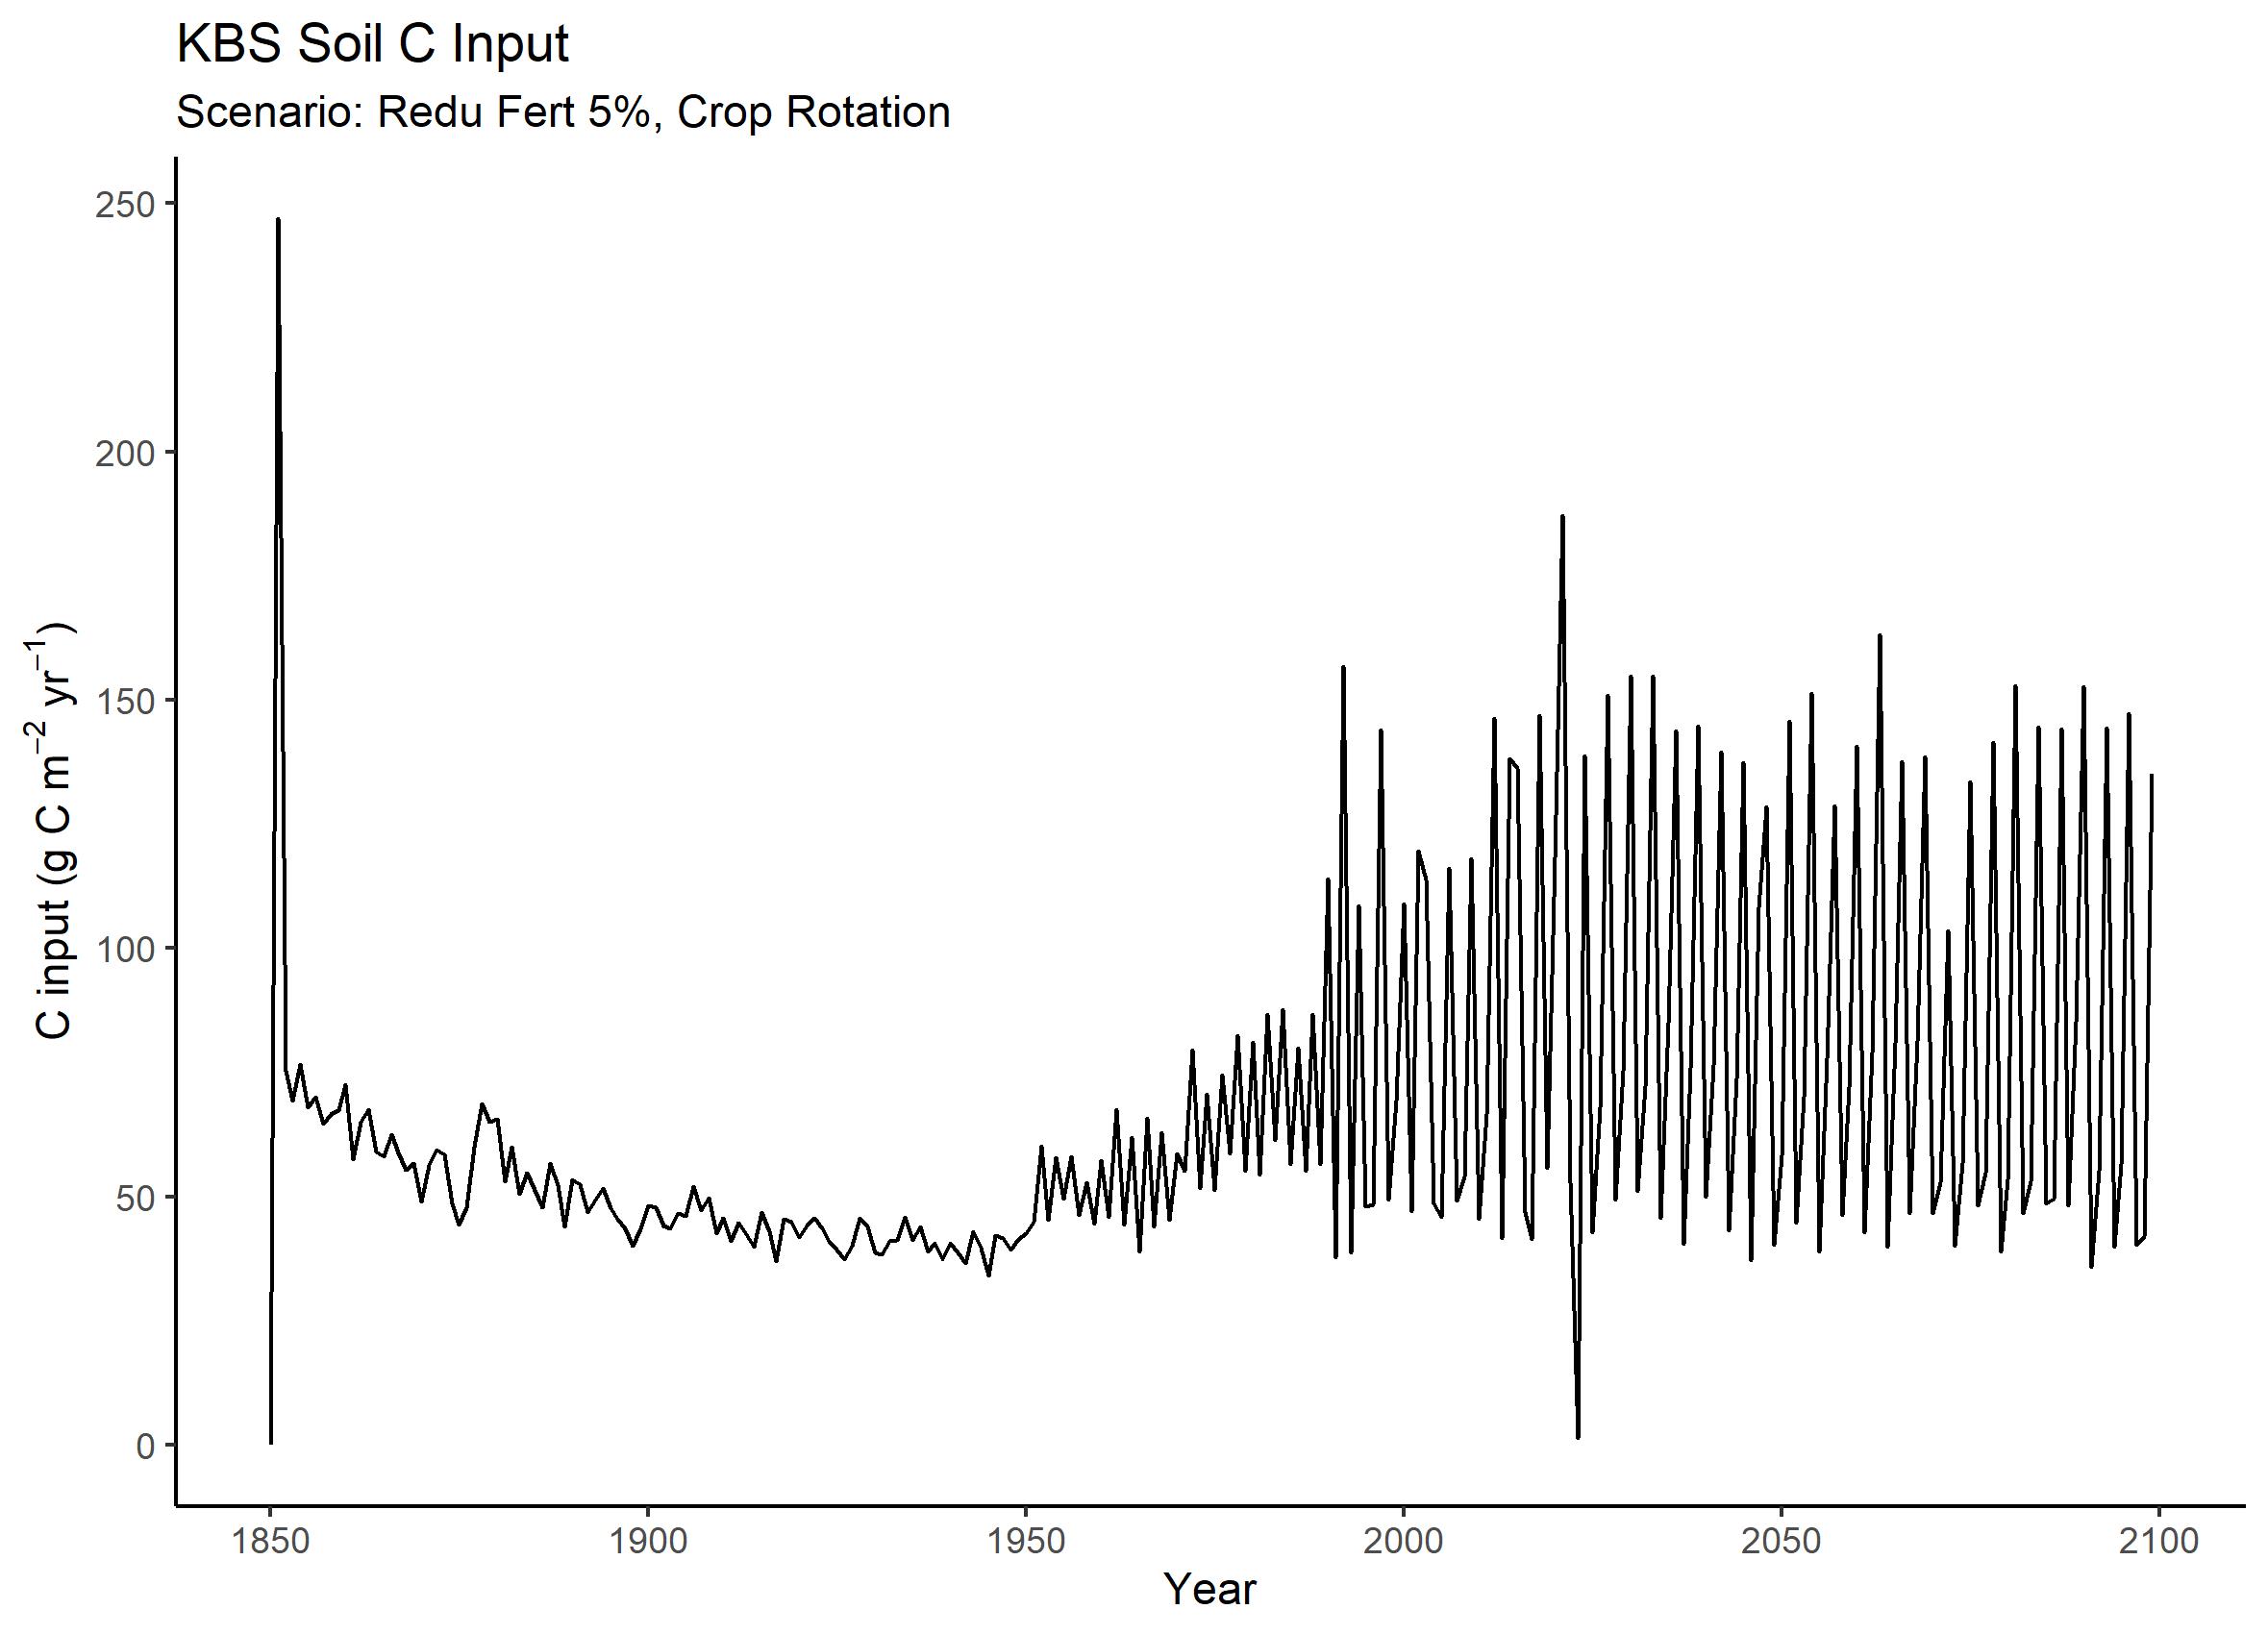 KBS Soil C Input
Scenario: Redu Fert 5%, Crop Rotation
250
200
150
100
50
0
C input (g C m⁻² yr⁻¹)
1850 1900 1950 2000 2050 2100
Year